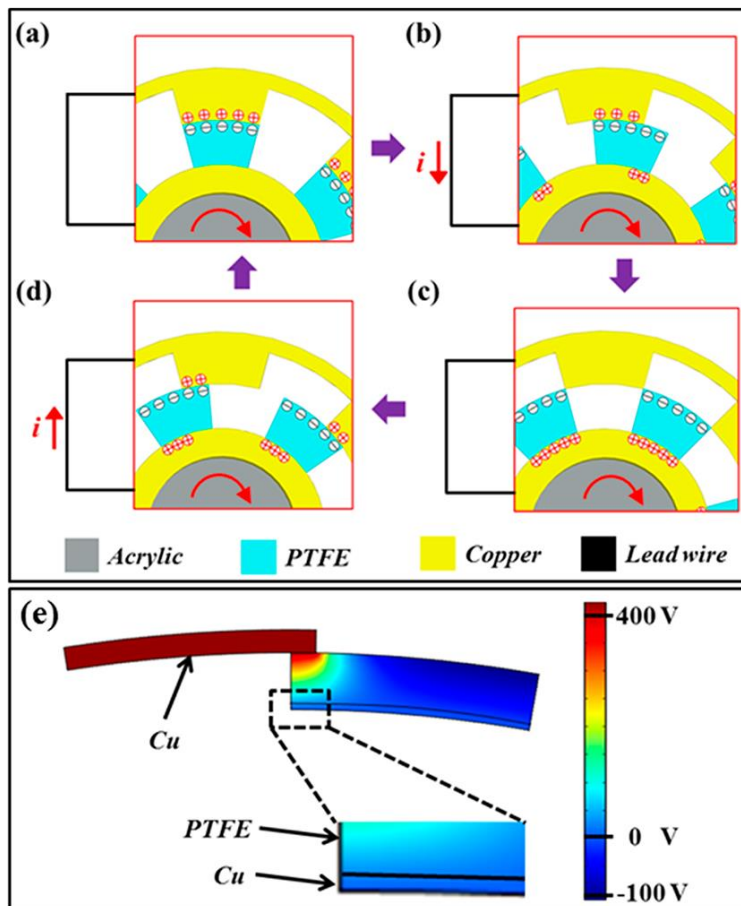 (a)
(b)
i
(d)
(c)
i
Acrylic
PTFE
Copper
Lead wire
(e)
400 V
Cu
PTFE
0 V
Cu
-100 V